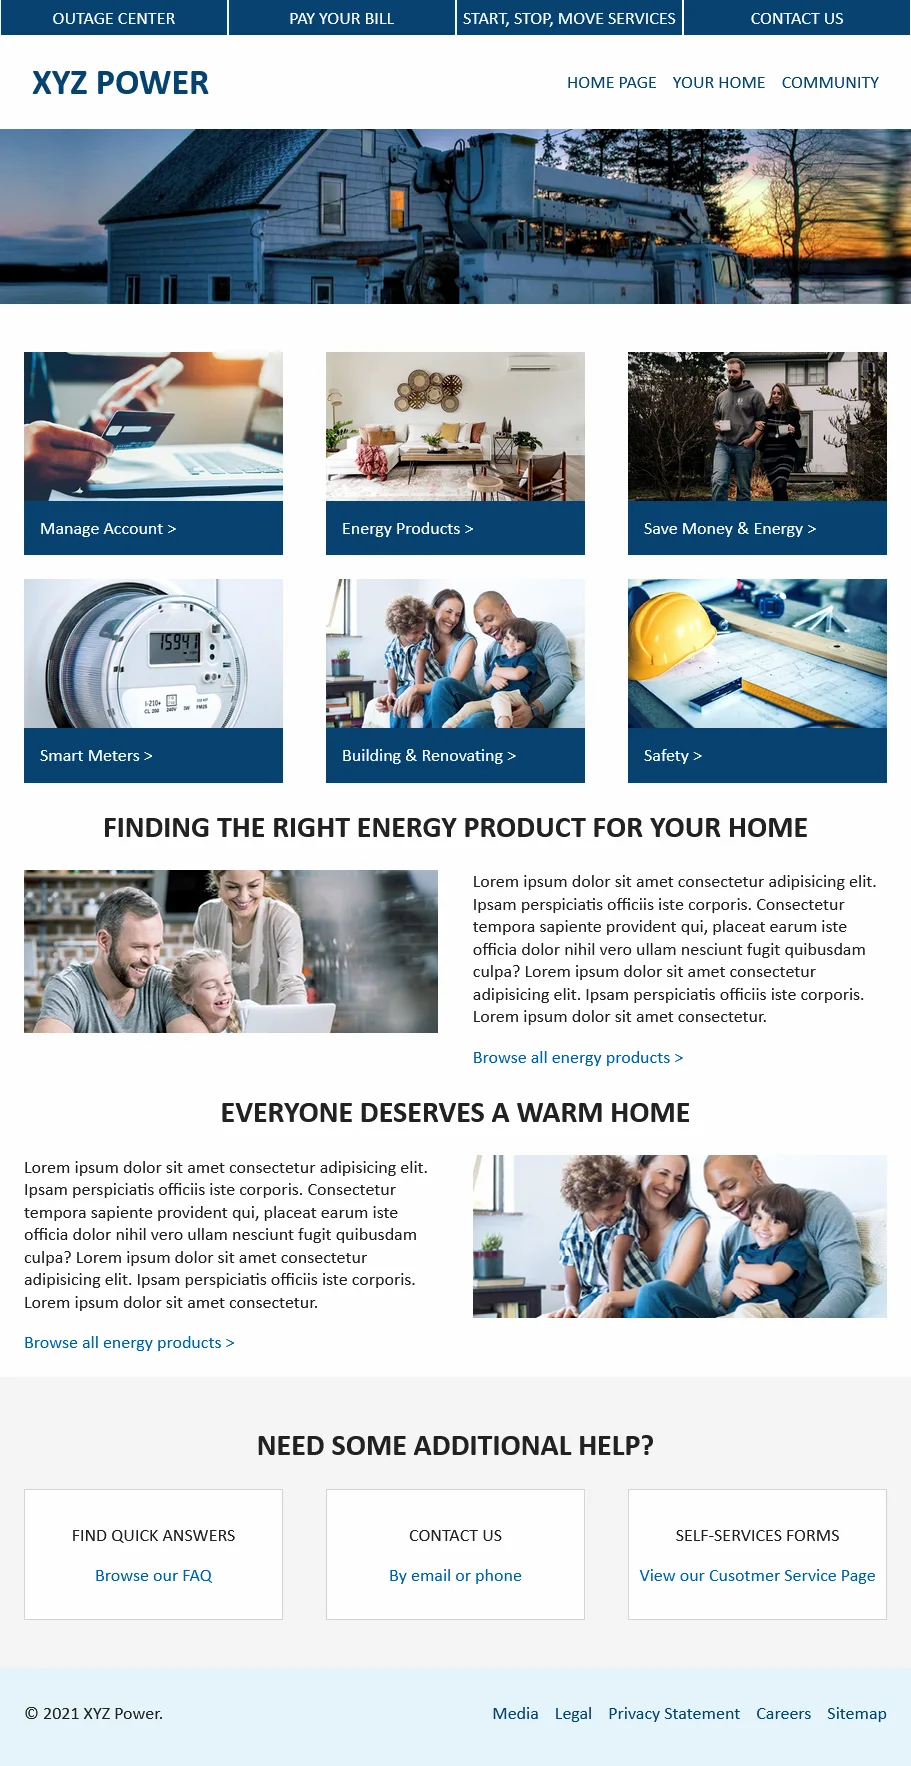 OUTAGE CENTER
PAY YOUR BILL
START, STOP, MOVE SERVICES
CONTACT US
XYZ POWER
HOME PAGE
YOUR HOME
COMMUNITY
Manage Account >
Energy Products >
Save Money & Energy >
15941
I-210+
CL 200 240V 3W FM2S
Smart Meters >
Building & Renovating >
Safety >
FINDING THE RIGHT ENERGY PRODUCT FOR YOUR HOME
Lorem ipsum dolor sit amet consectetur adipisicing elit.
Ipsam perspiciatis officiis iste corporis. Consectetur
tempora sapiente provident qui, placeat earum iste
officia dolor nihil vero ullam nesciunt fugit quibusdam
culpa? Lorem ipsum dolor sit amet consectetur
adipisicing elit. Ipsam perspiciatis officiis iste corporis.
Lorem ipsum dolor sit amet consectetur.
Browse all energy products >
EVERYONE DESERVES A WARM HOME
Lorem ipsum dolor sit amet consectetur adipisicing elit.
Ipsam perspiciatis officiis iste corporis. Consectetur
tempora sapiente provident qui, placeat earum iste
officia dolor nihil vero ullam nesciunt fugit quibusdam
culpa? Lorem ipsum dolor sit amet consectetur
adipisicing elit. Ipsam perspiciatis officiis iste corporis.
Lorem ipsum dolor sit amet consectetur.
Browse all energy products >
NEED SOME ADDITIONAL HELP?
FIND QUICK ANSWERS
Browse our FAQ
CONTACT US
By email or phone
SELF-SERVICES FORMS
View our Cusotmer Service Page
© 2021 XYZ Power.
Media
Legal
Privacy Statement
Careers
Sitemap